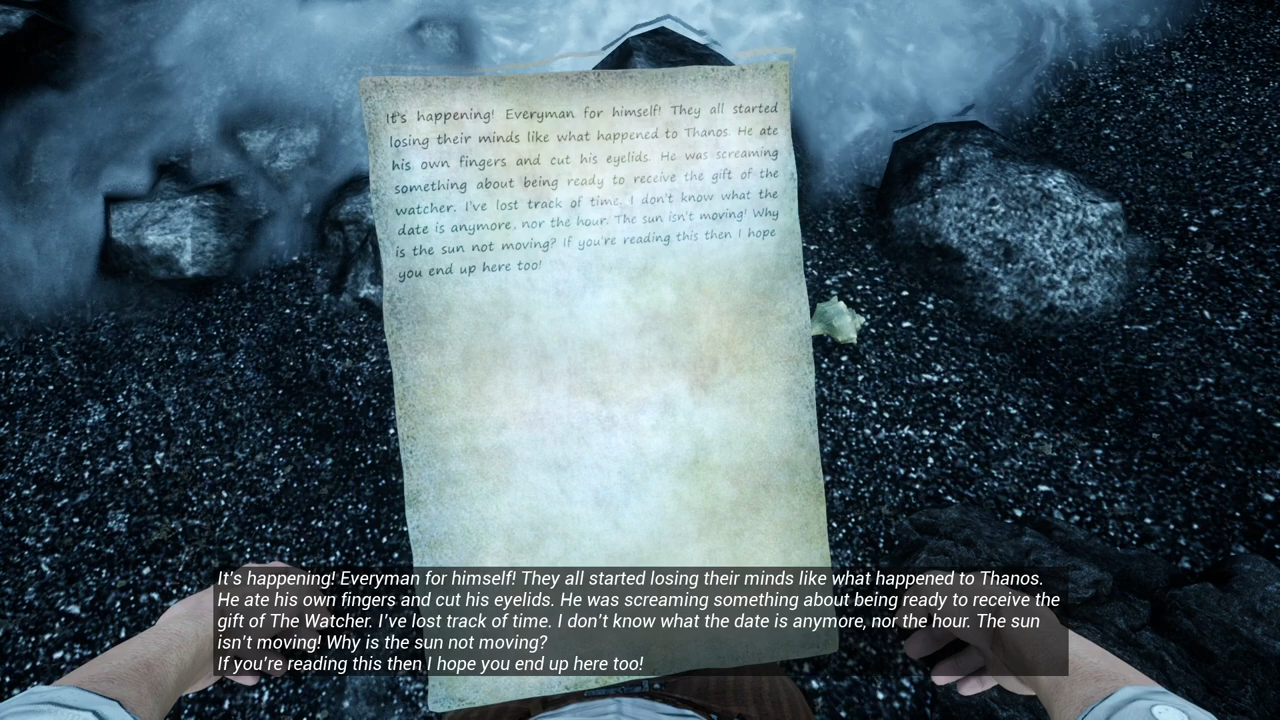 It's happening! Everyman for himself! They all started
losing their minds like what happened to Thanos. He ate
his own fingers and cut his eyelids. He was screaming
something about being ready to receive the gift of the
watcher. I've lost track of time. I don't know what the
date is anymore, nor the hour. The sun isn't moving! Why
is the sun not moving? If you're reading this then I hope
you end up here too!
It's happening! Everyman for himself! They all started losing their minds like what happened to Thanos.
He ate his own fingers and cut his eyelids. He was screaming something about being ready to receive the
gift of The Watcher. I've lost track of time. I don't know what the date is anymore, nor the hour. The sun
isn't moving! Why is the sun not moving?
If you're reading this then I hope you end up here too!